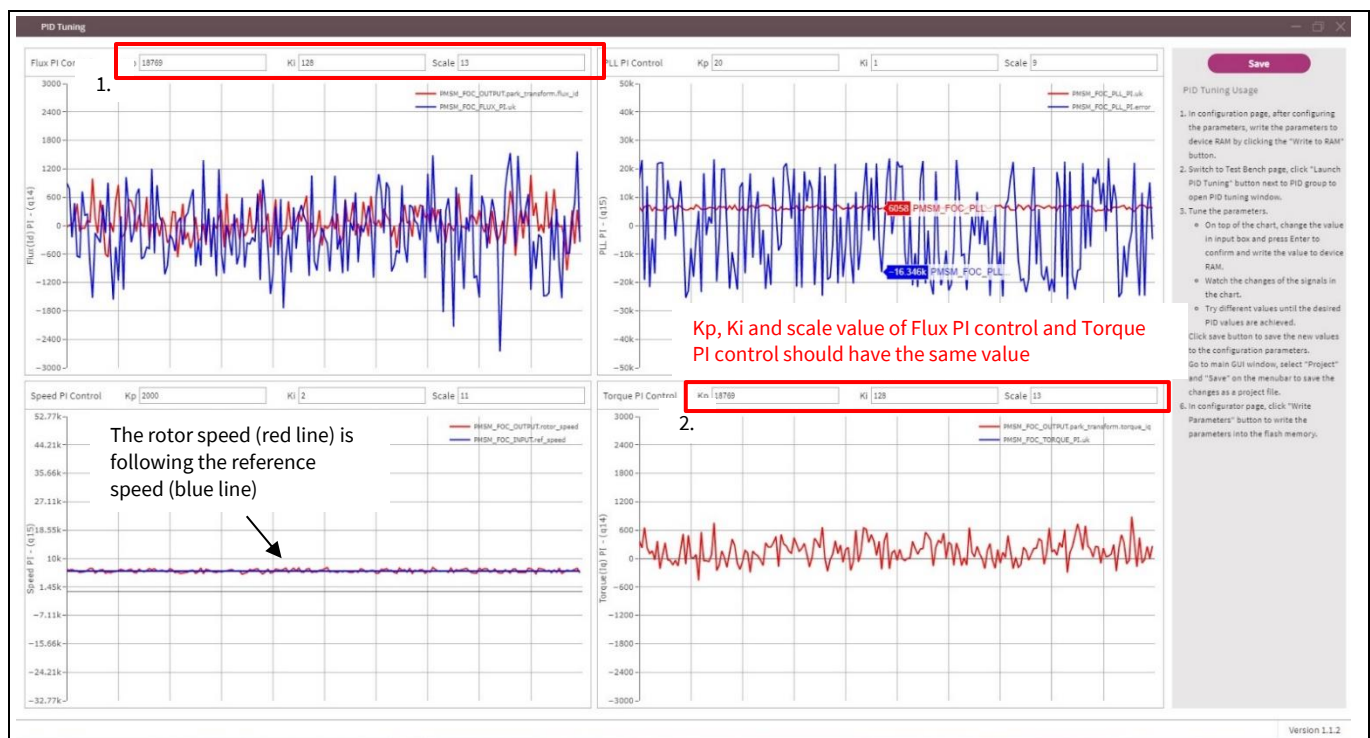 PID Tuning
Flux PI Cor
18769
Ki 128
Scale 13
1.
3000
2400
1800
1200
600
0
−600
−1200
−1800
−2400
−3000
Flux(Id) PI - (q14)
PMSM_FOC_OUTPUT.park_transform.flux_id
PMSM_FOC_FLUX_PI.uk
PLL PI Control
Kp 20
Ki 1
Scale 9
50k
40k
30k
20k
10k
0
−10k
−20k
−30k
−40k
−50k
PLL PI - (q15)
PMSM_FOC_PLL_PI.uk
PMSM_FOC_PLL_PI.error
6058 PMSM_FOC_PLL...
−16.346k PMSM_FOC_PLL...
Kp, Ki and scale value of Flux PI control and Torque
PI control should have the same value
Speed PI Control
Kp 2000
Ki 2
Scale 11
52.77k
44.21k
35.66k
27.11k
18.55k
10k
1.45k
−7.11k
−15.66k
−24.21k
−32.77k
Speed PI - (q15)
PMSM_FOC_OUTPUT.rotor_speed
PMSM_FOC_INPUT.ref_speed
The rotor speed (red line) is
following the reference
speed (blue line)
Torque PI Control
Kp 18769
Ki 128
Scale 13
2.
3000
2400
1800
1200
600
0
−600
−1200
−1800
−2400
−3000
Torque(Iq) PI - (q14)
PMSM_FOC_OUTPUT.park_transform.torque_iq
PMSM_FOC_TORQUE_PI.uk
Save
PID Tuning Usage
1. In configuration page, after configuring
the parameters, write the parameters to
device RAM by clicking the "Write to RAM"
button.
2. Switch to Test Bench page, click "Launch
PID Tuning" button next to PID group to
open PID tuning window.
3. Tune the parameters.
On top of the chart, change the value
in input box and press Enter to
confirm and write the value to device
RAM.
Watch the changes of the signals in
the chart.
Try different values until the desired
PID values are achieved.
Click save button to save the new values
to the configuration parameters.
Go to main GUI window, select "Project"
and "Save" on the menubar to save the
changes as a project file.
6. In configurator page, click "Write
Parameters" button to write the
parameters into the flash memory.
Version 1.1.2